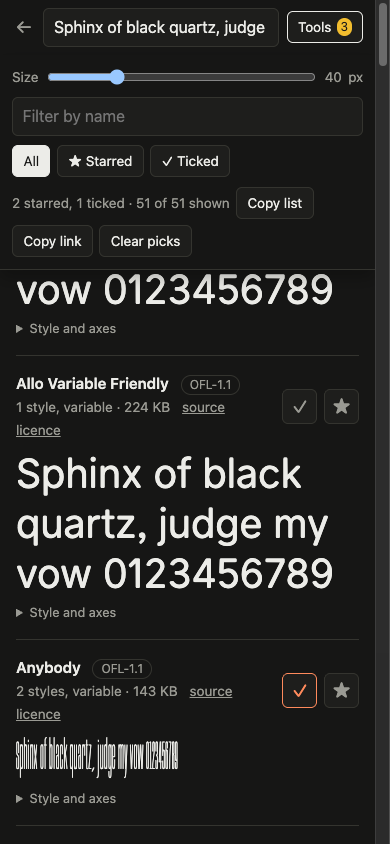 Sphinx of black quartz, judge
Tools 3
Size 40 px
Filter by name
All ★ Starred ✓ Ticked
2 starred, 1 ticked · 51 of 51 shown Copy list
Copy link Clear picks
vow 0123456789
▶ Style and axes
Allo Variable Friendly OFL-1.1
1 style, variable · 224 KB source
licence
Sphinx of black
quartz, judge my
vow 0123456789
▶ Style and axes
Anybody OFL-1.1
2 styles, variable · 143 KB source
licence
Sphinx of black quartz, judge my vow 0123456789
▶ Style and axes